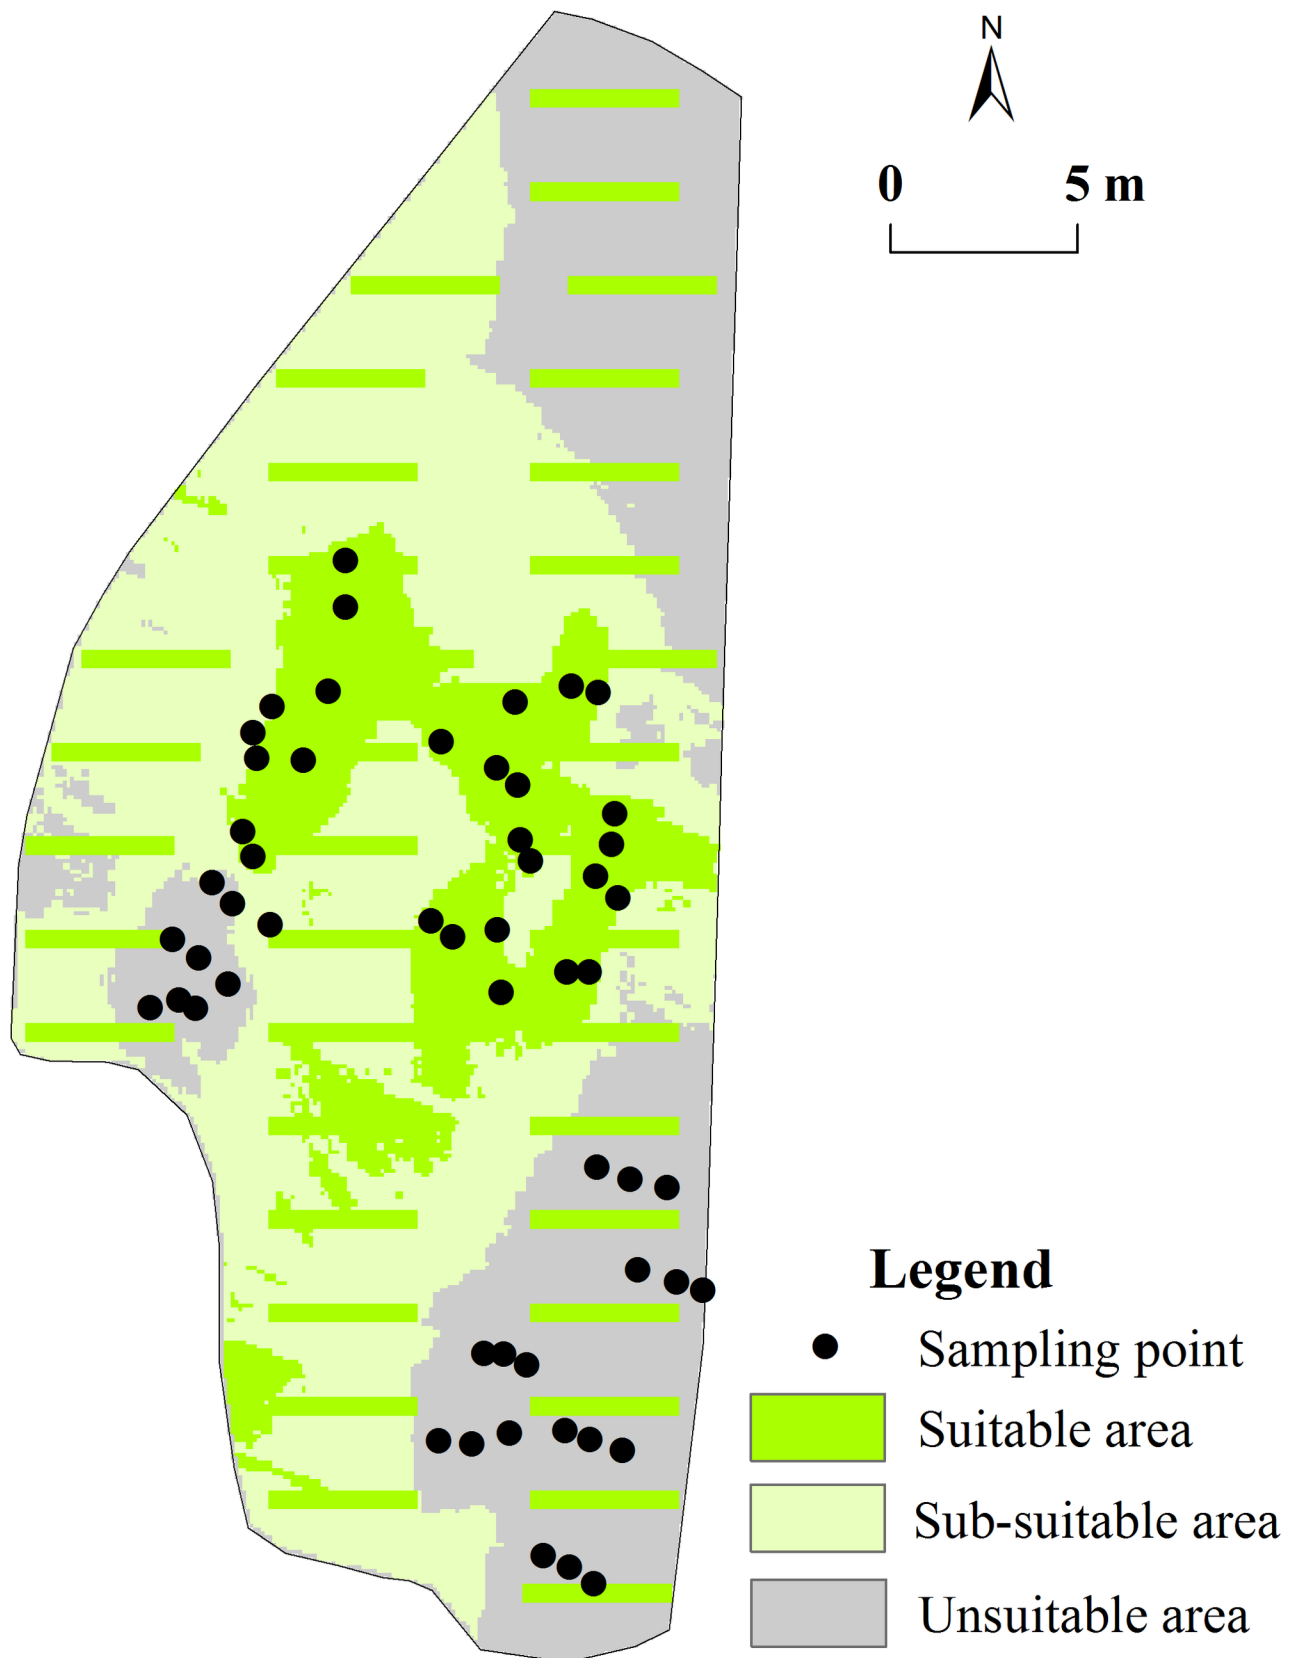 N
0 5 m
Legend
Sampling point
Suitable area
Sub-suitable area
Unsuitable area